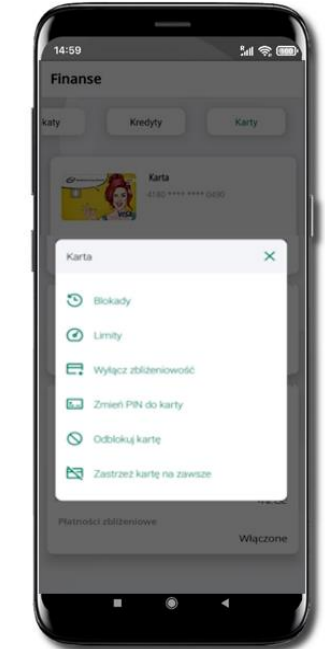 14:59
Finanse
katy
Kredyty
Karty
Karta
VISA
Karta
Blokady
Limity
Wyłącz zbliżeniowość
Zmień PIN do karty
Odblokuj kartę
Zastrzeż kartę na zawsze
Płatności zbliżeniowe
Włączone